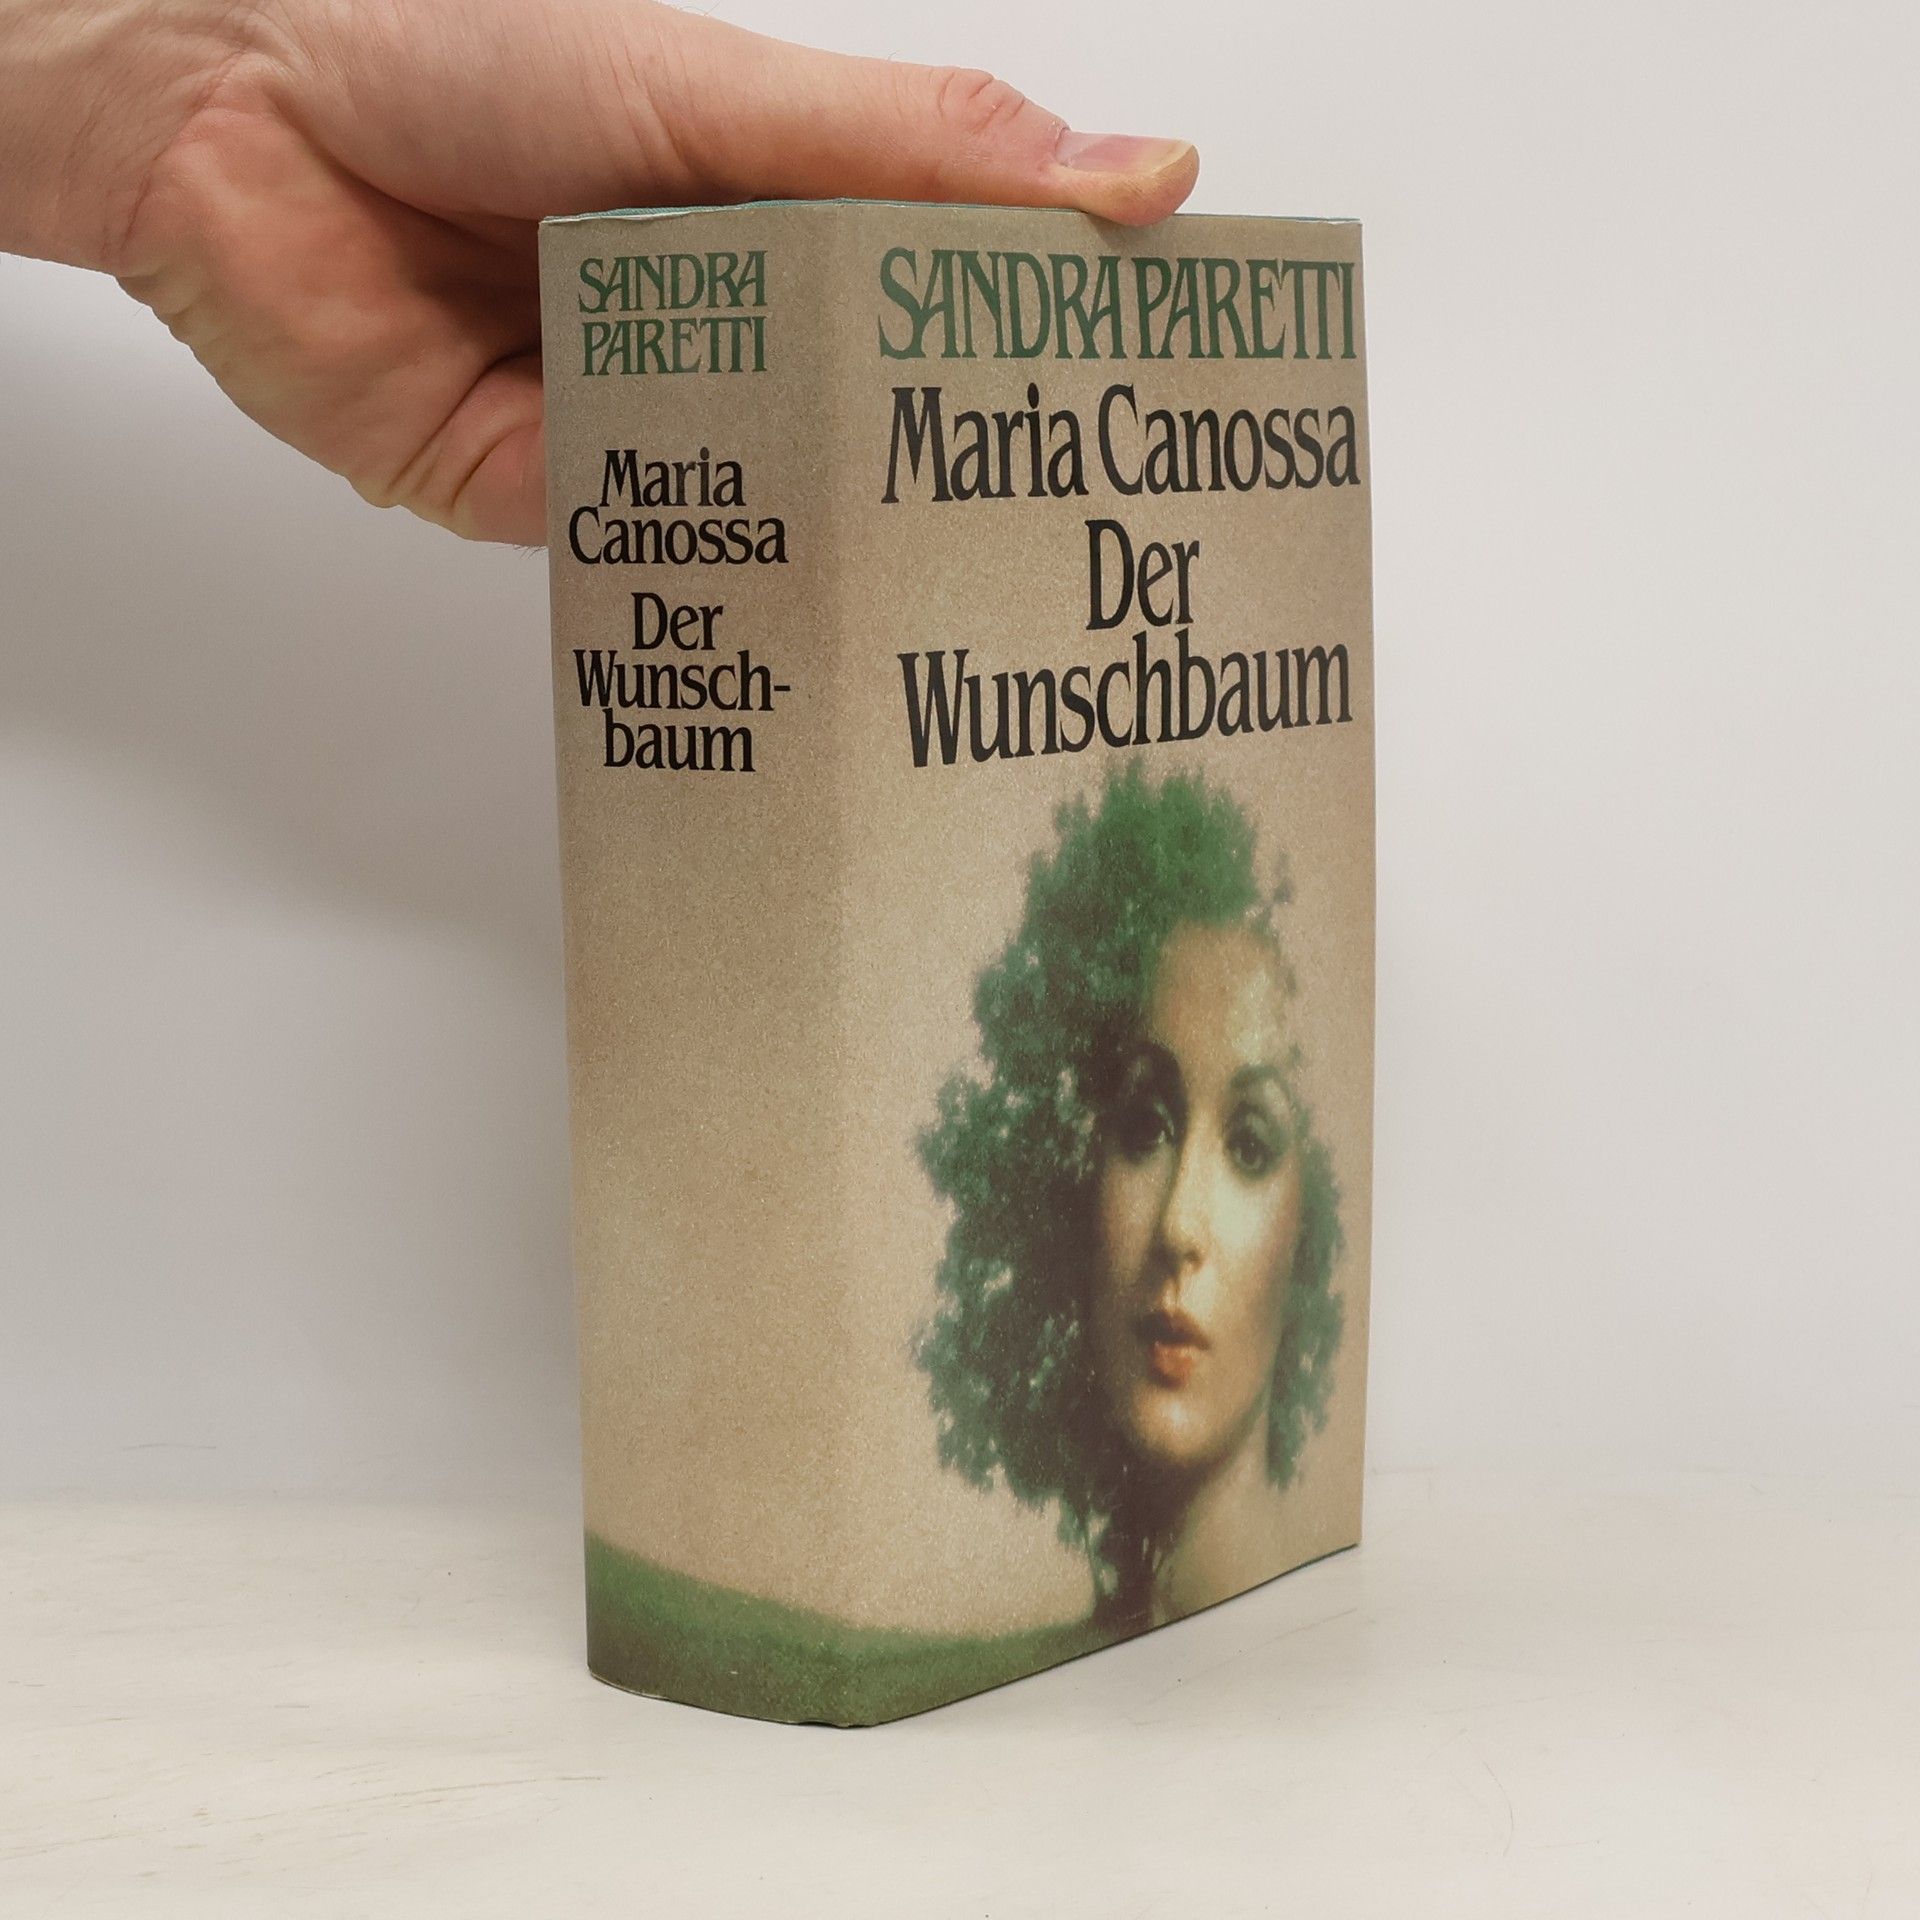 SANDRA
PARETTI
Maria
Canossa
Der
Wunsch-
baum
SANDRA PARETTI
Maria Canossa
Der
Wunschbaum